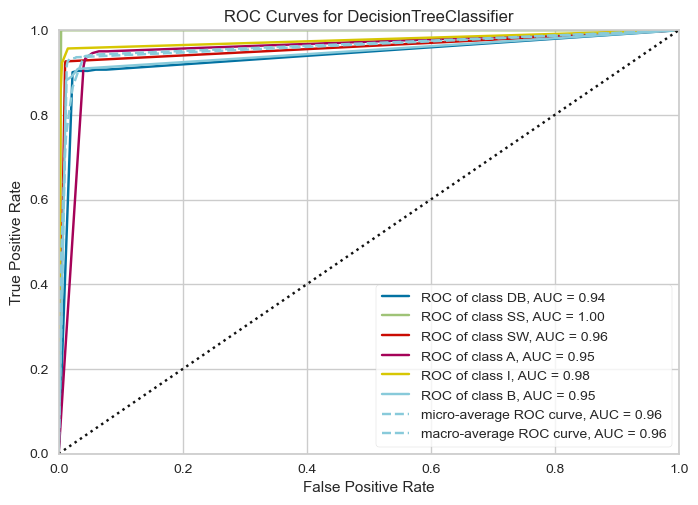 ROC Curves for DecisionTreeClassifier
True Positive Rate
1.0
0.8
0.6
0.4
0.2
0.0
ROC of class DB, AUC = 0.94
ROC of class SS, AUC = 1.00
ROC of class SW, AUC = 0.96
ROC of class A, AUC = 0.95
ROC of class I, AUC = 0.98
ROC of class B, AUC = 0.95
micro-average ROC curve, AUC = 0.96
macro-average ROC curve, AUC = 0.96
0.0 0.2 0.4 0.6 0.8 1.0
False Positive Rate